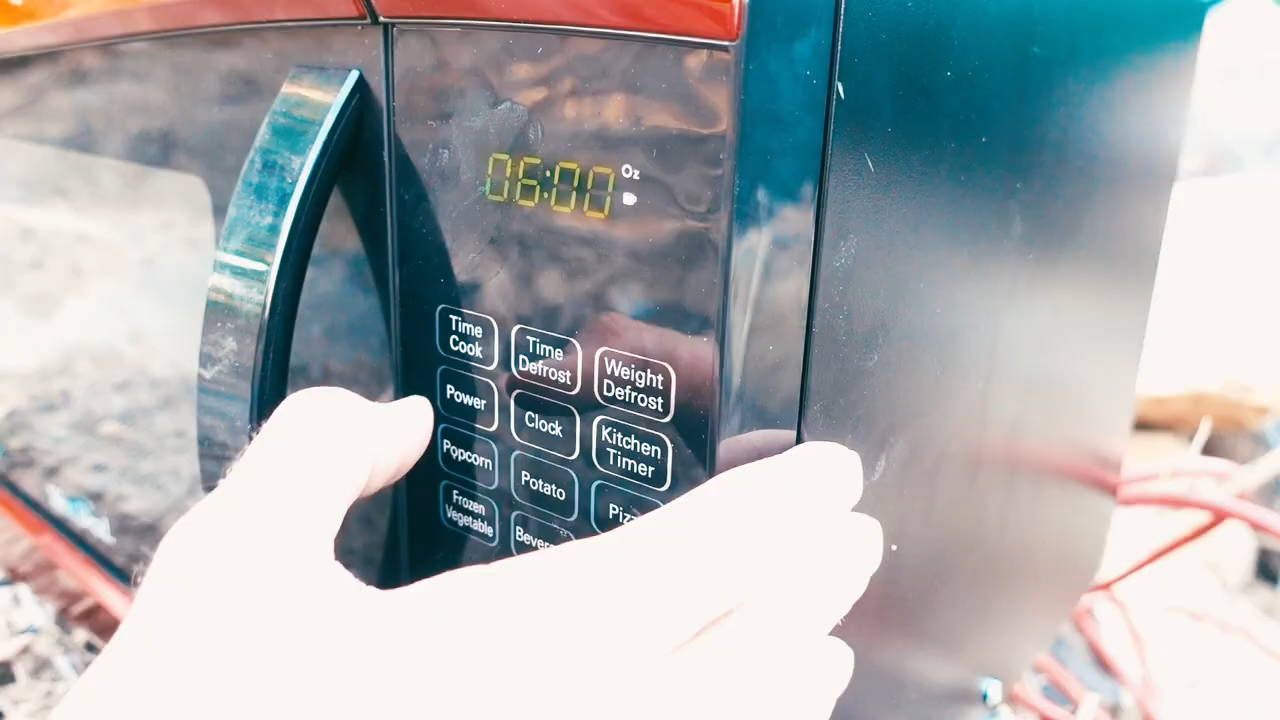 06:00 Oz
Time Cook
Time Defrost
Weight Defrost
Power
Clock
Kitchen Timer
Popcorn
Potato
Frozen Vegetable